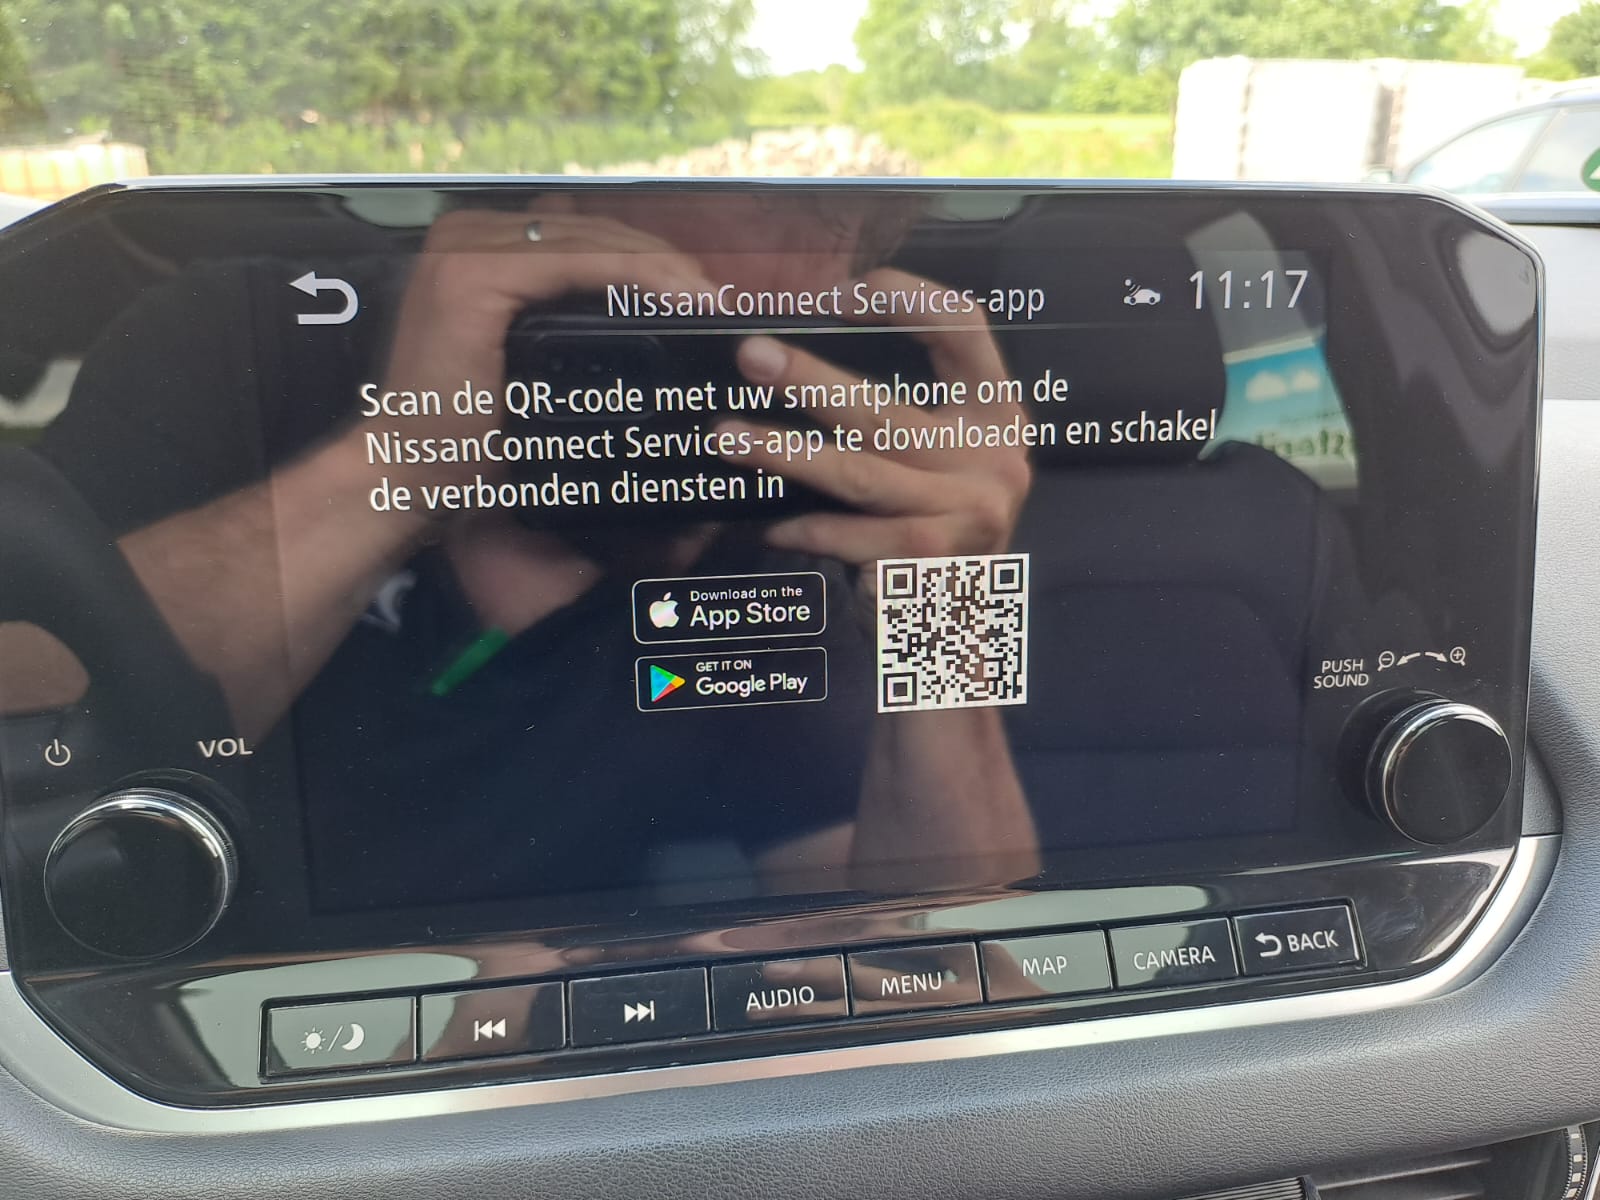 NissanConnect Services-app
11:17
Scan de QR-code met uw smartphone om de
NissanConnect Services-app te downloaden en schakel
de verbonden diensten in
Download on the
App Store
GET IT ON
Google Play
PUSH
SOUND
VOL
AUDIO
MENU
MAP
CAMERA
BACK